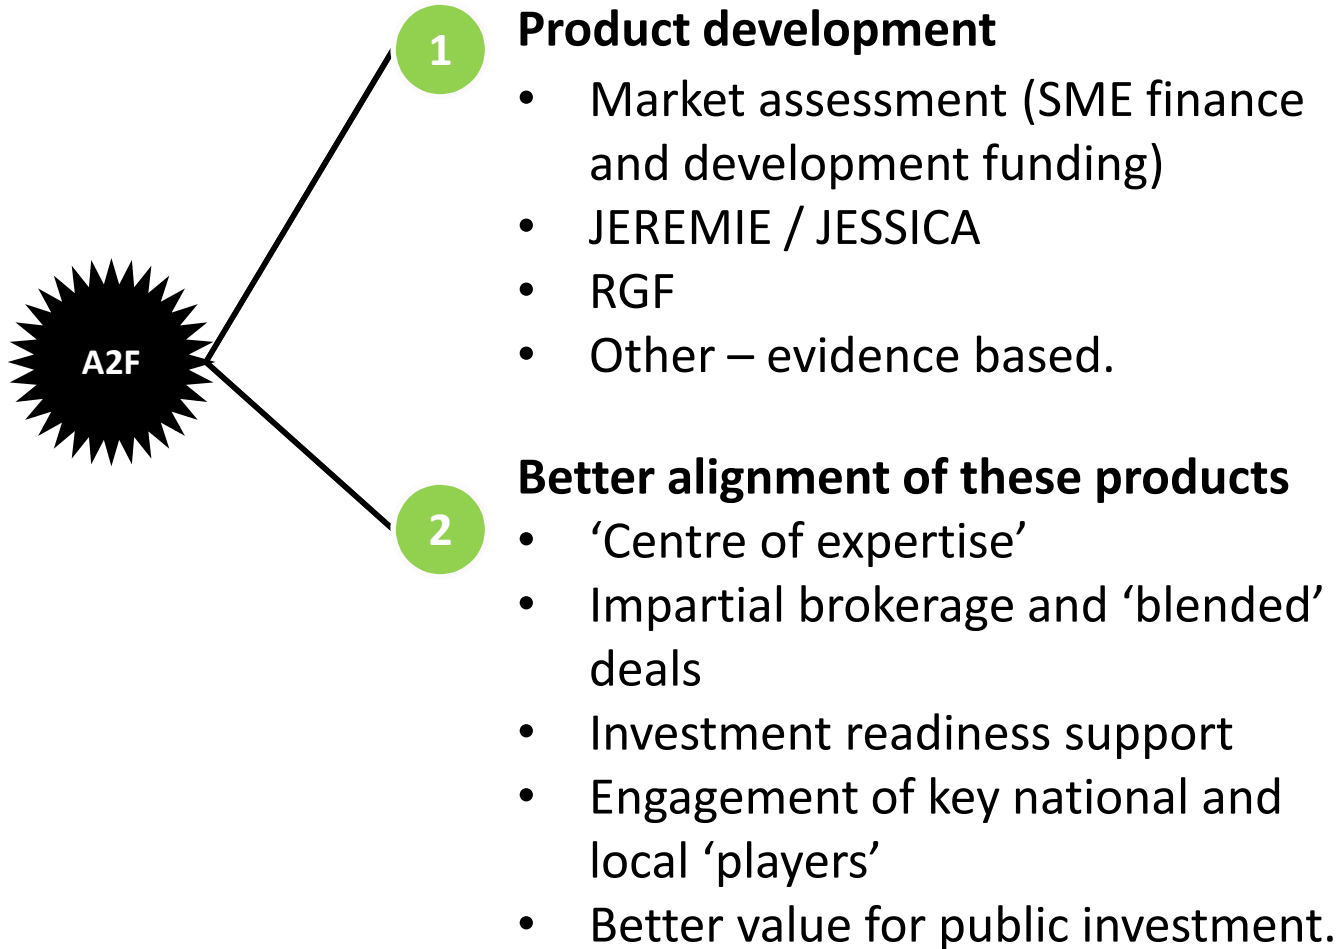 1
Product development
• Market assessment (SME finance
and development funding)
• JEREMIE / JESSICA
• RGF
• Other – evidence based.
A2F
2
Better alignment of these products
• ‘Centre of expertise’
• Impartial brokerage and ‘blended’
deals
• Investment readiness support
• Engagement of key national and
local ‘players’
• Better value for public investment.